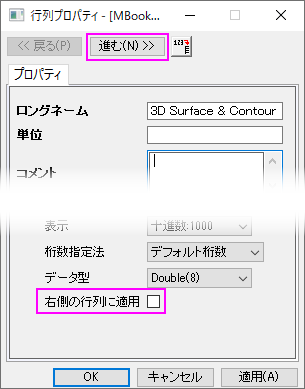 行列プロパティ - [MBook...
<< 戻る(P) 進む(N) >>
プロパティ
ロングネーム 3D Surface & Contour
単位
コメント
表示 十進数:1000
桁数指定法 デフォルト桁数
データ型 Double(8)
右側の行列に適用
OK キャンセル 適用(A)